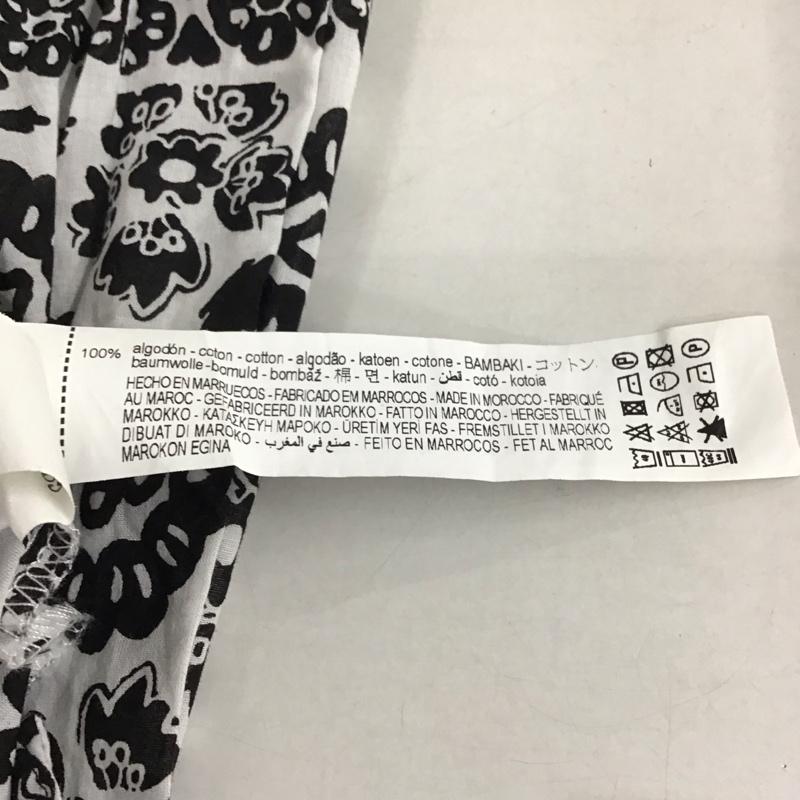 100% algodón - coton - cotton - algodão - katoen - cotone - BAMBAKI - コットン
baumwolle - bomuld - bombaž - 棉 - 면 - katun - قطن - cotó - kotoia
HECHO EN MARRUECOS - FABRICADO EM MARROCOS - MADE IN MOROCCO - FABRIQUÉ
AU MAROC - GEFABRICEERD IN MAROKKO - FATTO IN MAROCCO - HERGESTELLT IN
MAROKKO - ΚΑΤΑΣΚΕΥΗ ΜΑΡΟΚΟ - ÜRETİM YERİ FAS - FREMSTILLET I MAROKKO
DIBUAT DI MAROKO - صنع في المغرب - FEITO EN MARROCOS - FET AL MARROC
MAROKON EGINA